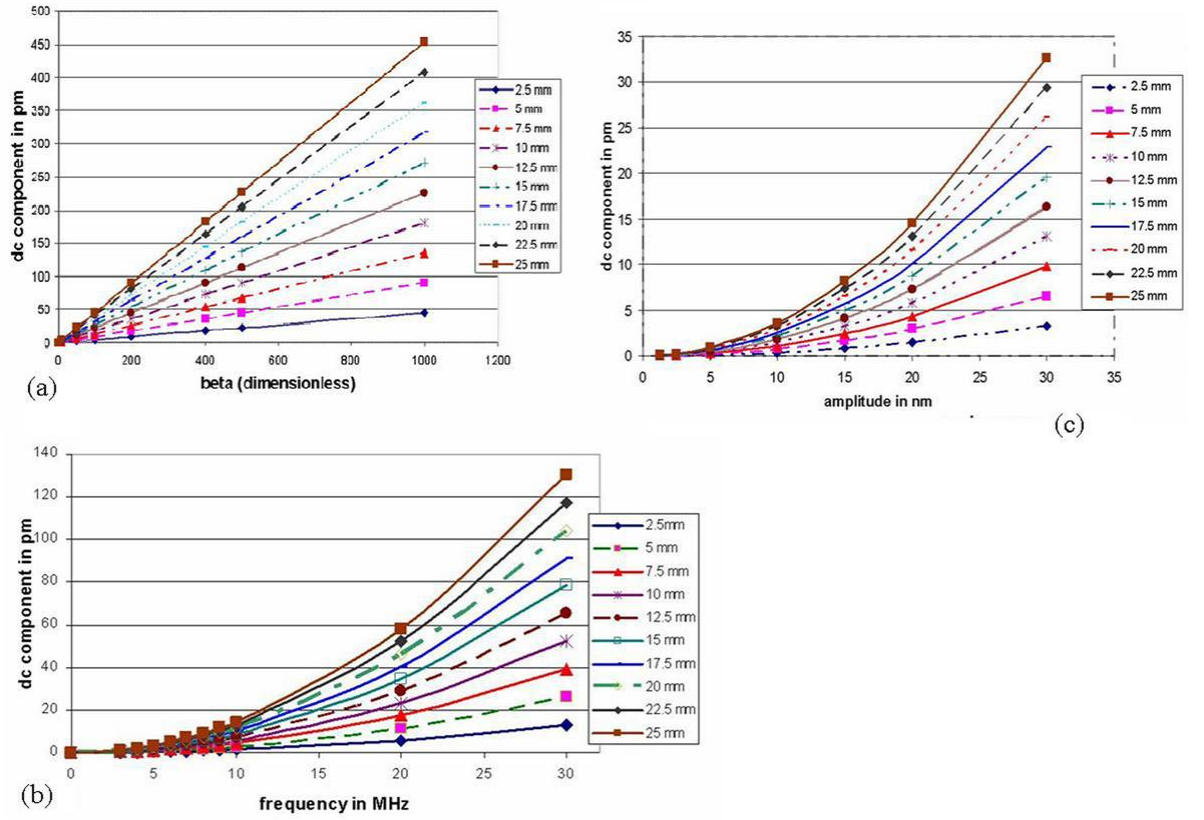 500
450
400
350
300
250
200
150
100
50
0
dc component in pm
0 200 400 600 800 1000 1200
beta (dimensionless)
2.5 mm
5 mm
7.5 mm
10 mm
12.5 mm
15 mm
17.5 mm
20 mm
22.5 mm
25 mm
(a)
35
30
25
20
15
10
5
0
dc component in pm
0 5 10 15 20 25 30 35
amplitude in nm
2.5 mm
5 mm
7.5 mm
10 mm
12.5 mm
15 mm
17.5 mm
20 mm
22.5 mm
25 mm
(c)
140
120
100
80
60
40
20
0
dc component in pm
0 5 10 15 20 25 30
frequency in MHz
2.5mm
5 mm
7.5 mm
10 mm
12.5 mm
15 mm
17.5 mm
20 mm
22.5 mm
25 mm
(b)